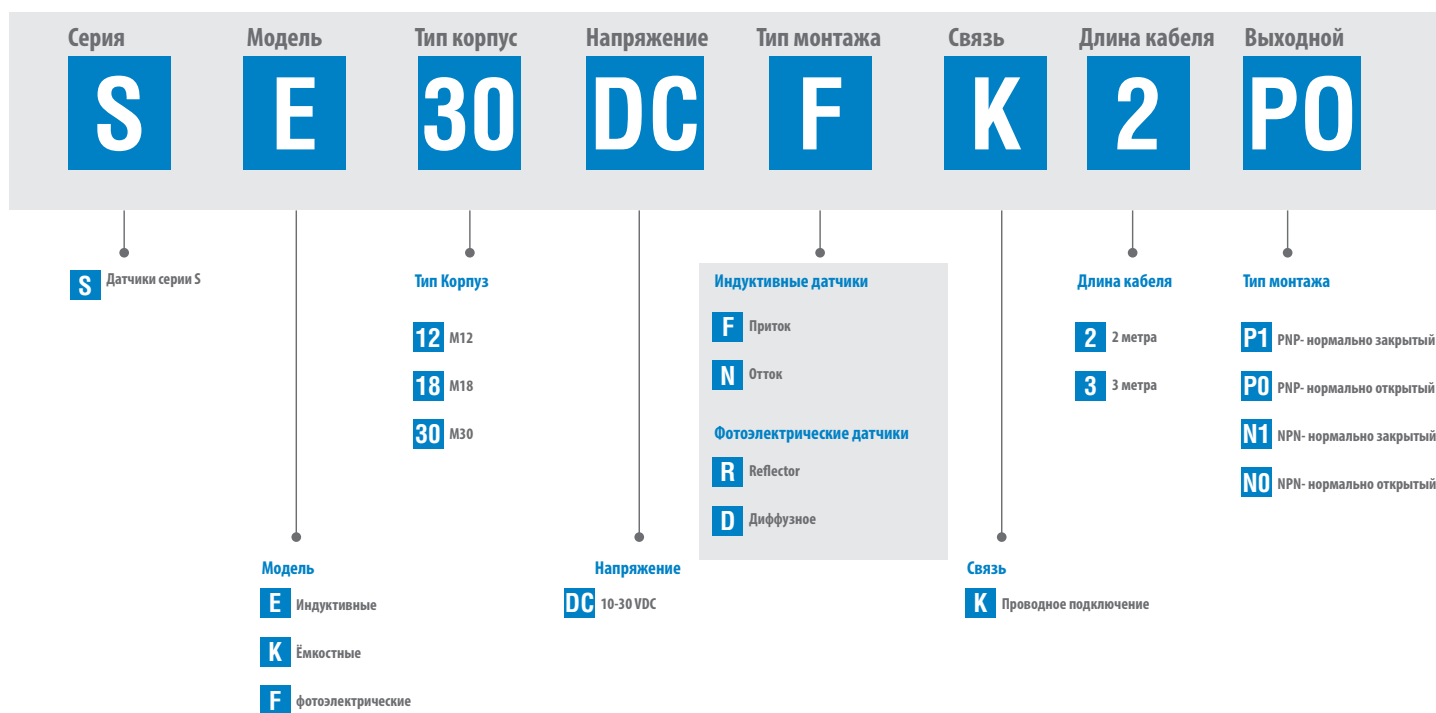 Серия Модель Тип корпус Напряжение Тип монтажа Связь Длина кабеля Выходной
S E 30 DC F K 2 P0
S Датчики серии S
Тип Корпуз
12 M12
18 M18
30 M30
Индуктивные датчики
F Приток
N Отток
Фотоэлектрические датчики
R Reflector
D Диффузное
Длина кабеля
2 2 метра
3 3 метра
Тип монтажа
P1 PNP- нормально закрытый
P0 PNP- нормально открытый
N1 NPN- нормально закрытый
N0 NPN- нормально открытый
Модель
E Индуктивные
K Ёмкостные
F фотоэлектрические
Напряжение
DC 10-30 VDC
Связь
K Проводное подключение